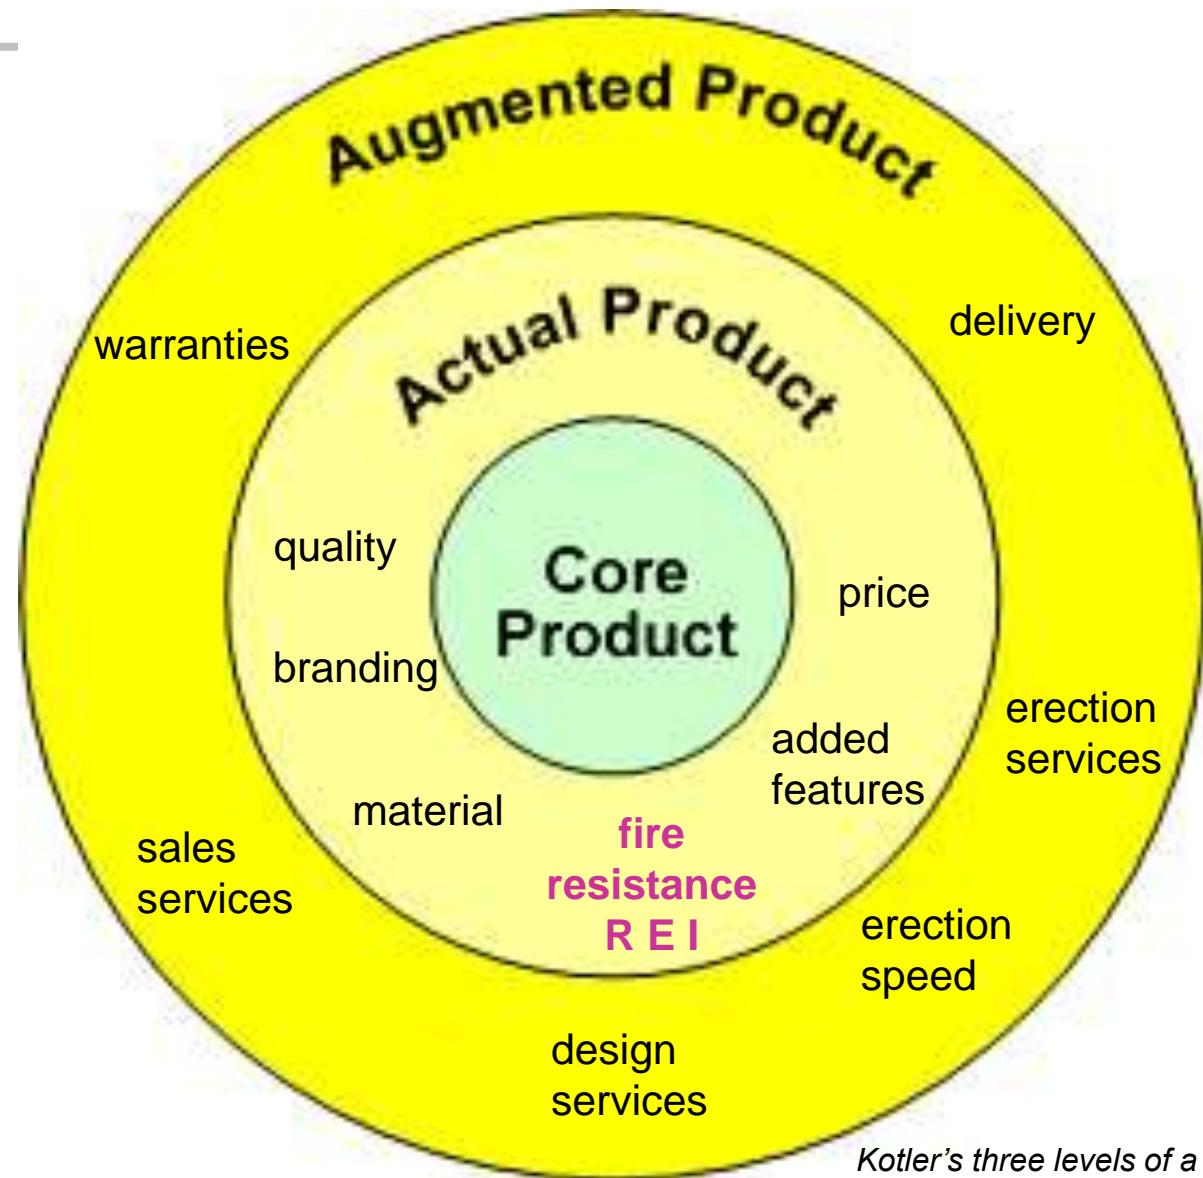 Augmented Product
delivery
warranties
Actual Product
quality
Core
Product
price
branding
erection
services
added
features
material
fire
resistance
R E I
sales
services
erection
speed
design
services
Kotler’s three levels of a